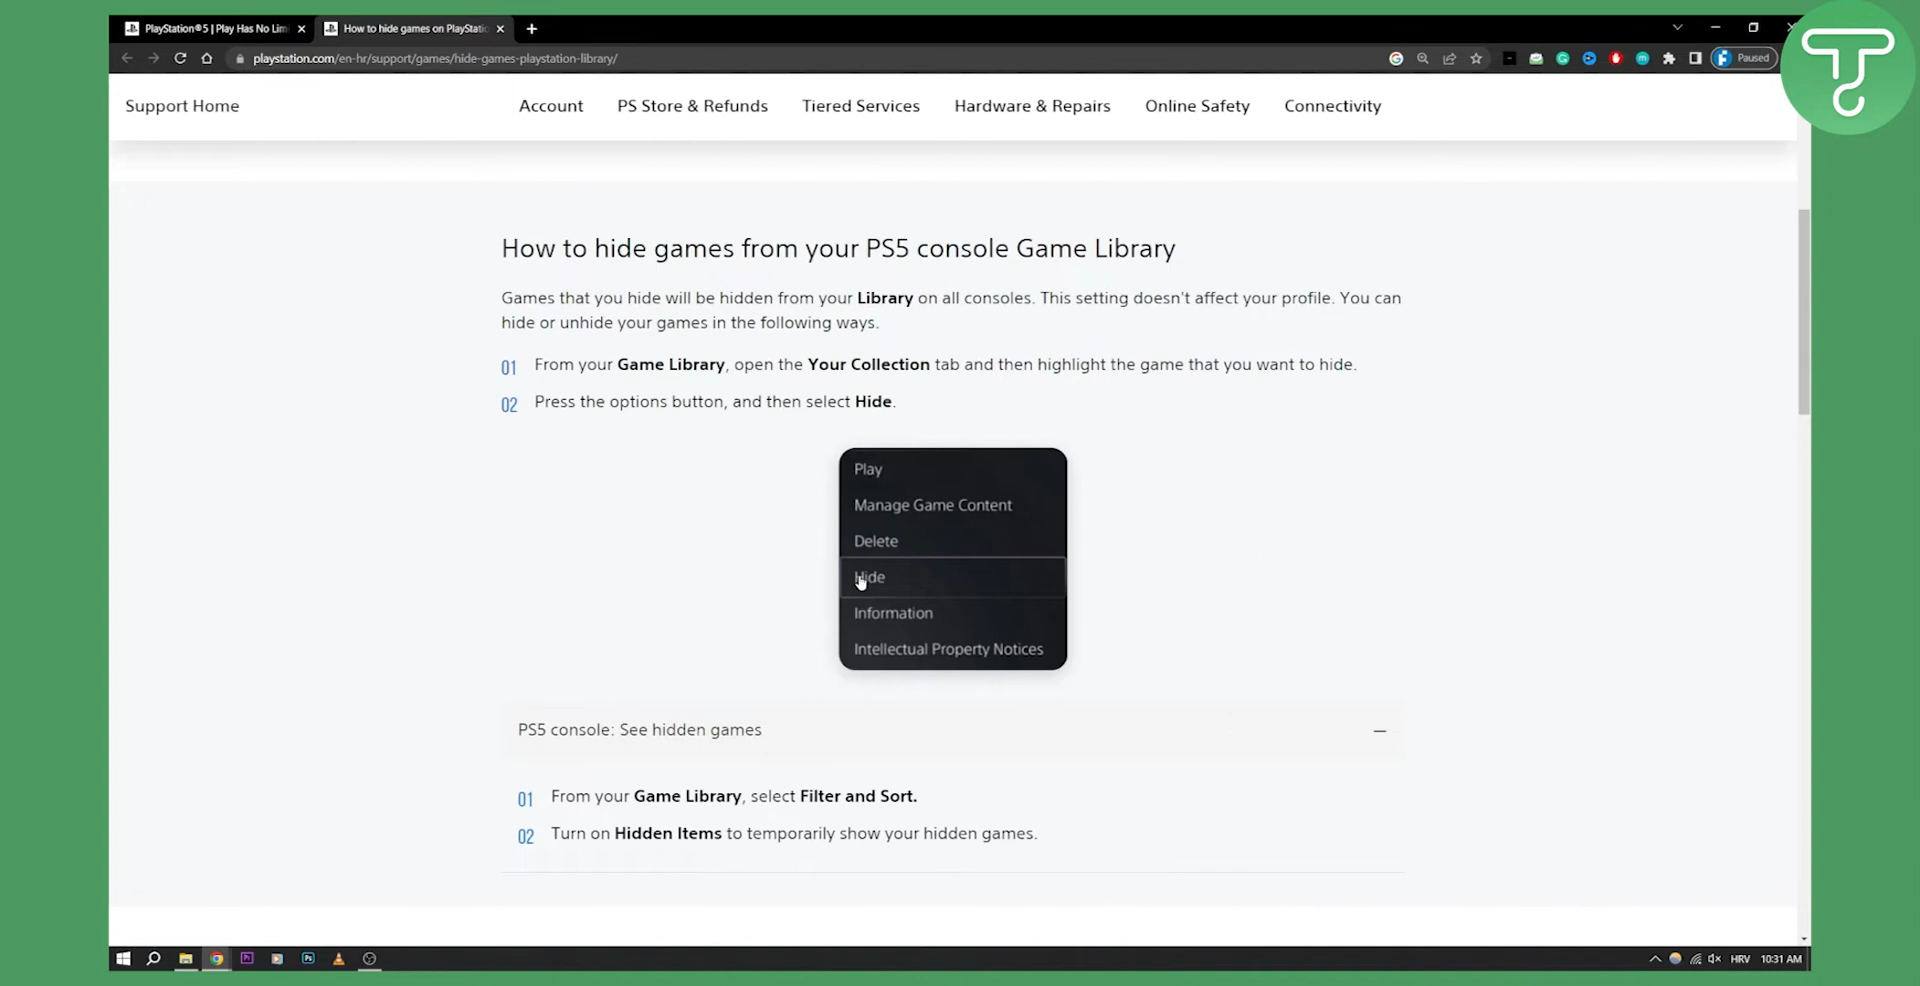 PlayStation®5 | Play Has No Lim
How to hide games on PlayStatio
playstation.com/en-hr/support/games/hide-games-playstation-library/
Paused
Support Home
Account
PS Store & Refunds
Tiered Services
Hardware & Repairs
Online Safety
Connectivity
How to hide games from your PS5 console Game Library
Games that you hide will be hidden from your Library on all consoles. This setting doesn't affect your profile. You can
hide or unhide your games in the following ways.
01 From your Game Library, open the Your Collection tab and then highlight the game that you want to hide.
02 Press the options button, and then select Hide.
Play
Manage Game Content
Delete
Hide
Information
Intellectual Property Notices
PS5 console: See hidden games
01 From your Game Library, select Filter and Sort.
02 Turn on Hidden Items to temporarily show your hidden games.
Pr
Ps
HRV
10:31 AM